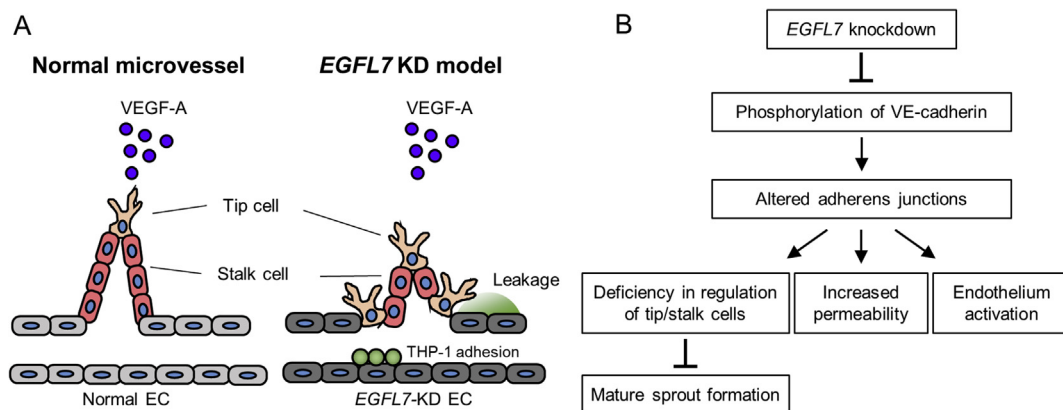 A
Normal microvessel
EGFL7 KD model
VEGF-A
VEGF-A
Tip cell
Stalk cell
Leakage
THP-1 adhesion
Normal EC
EGFL7-KD EC
B
EGFL7 knockdown
Phosphorylation of VE-cadherin
Altered adherens junctions
Deficiency in regulation
of tip/stalk cells
Increased
permeability
Endothelium
activation
Mature sprout formation